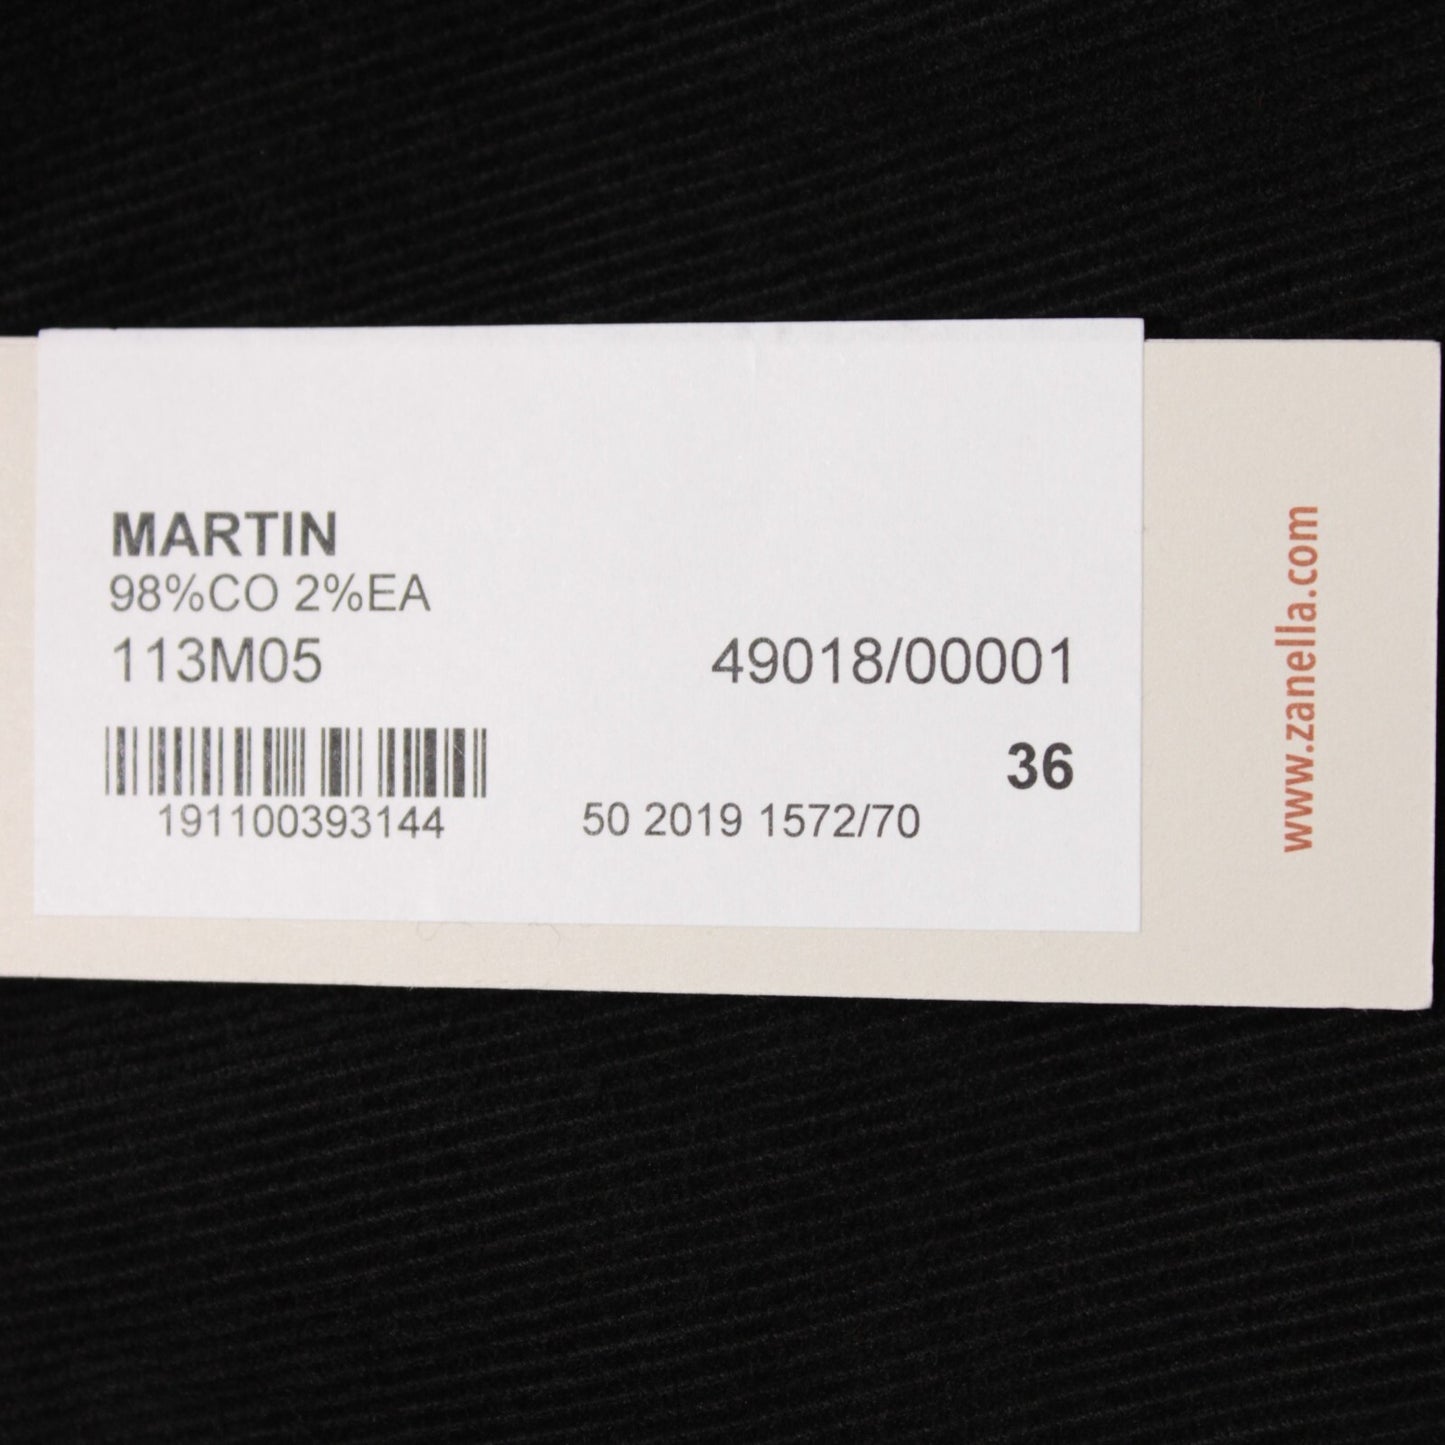 MARTIN
98%CO 2%EA
113M05
49018/00001
36
191100393144
50 2019 1572/70
www.zanella.com